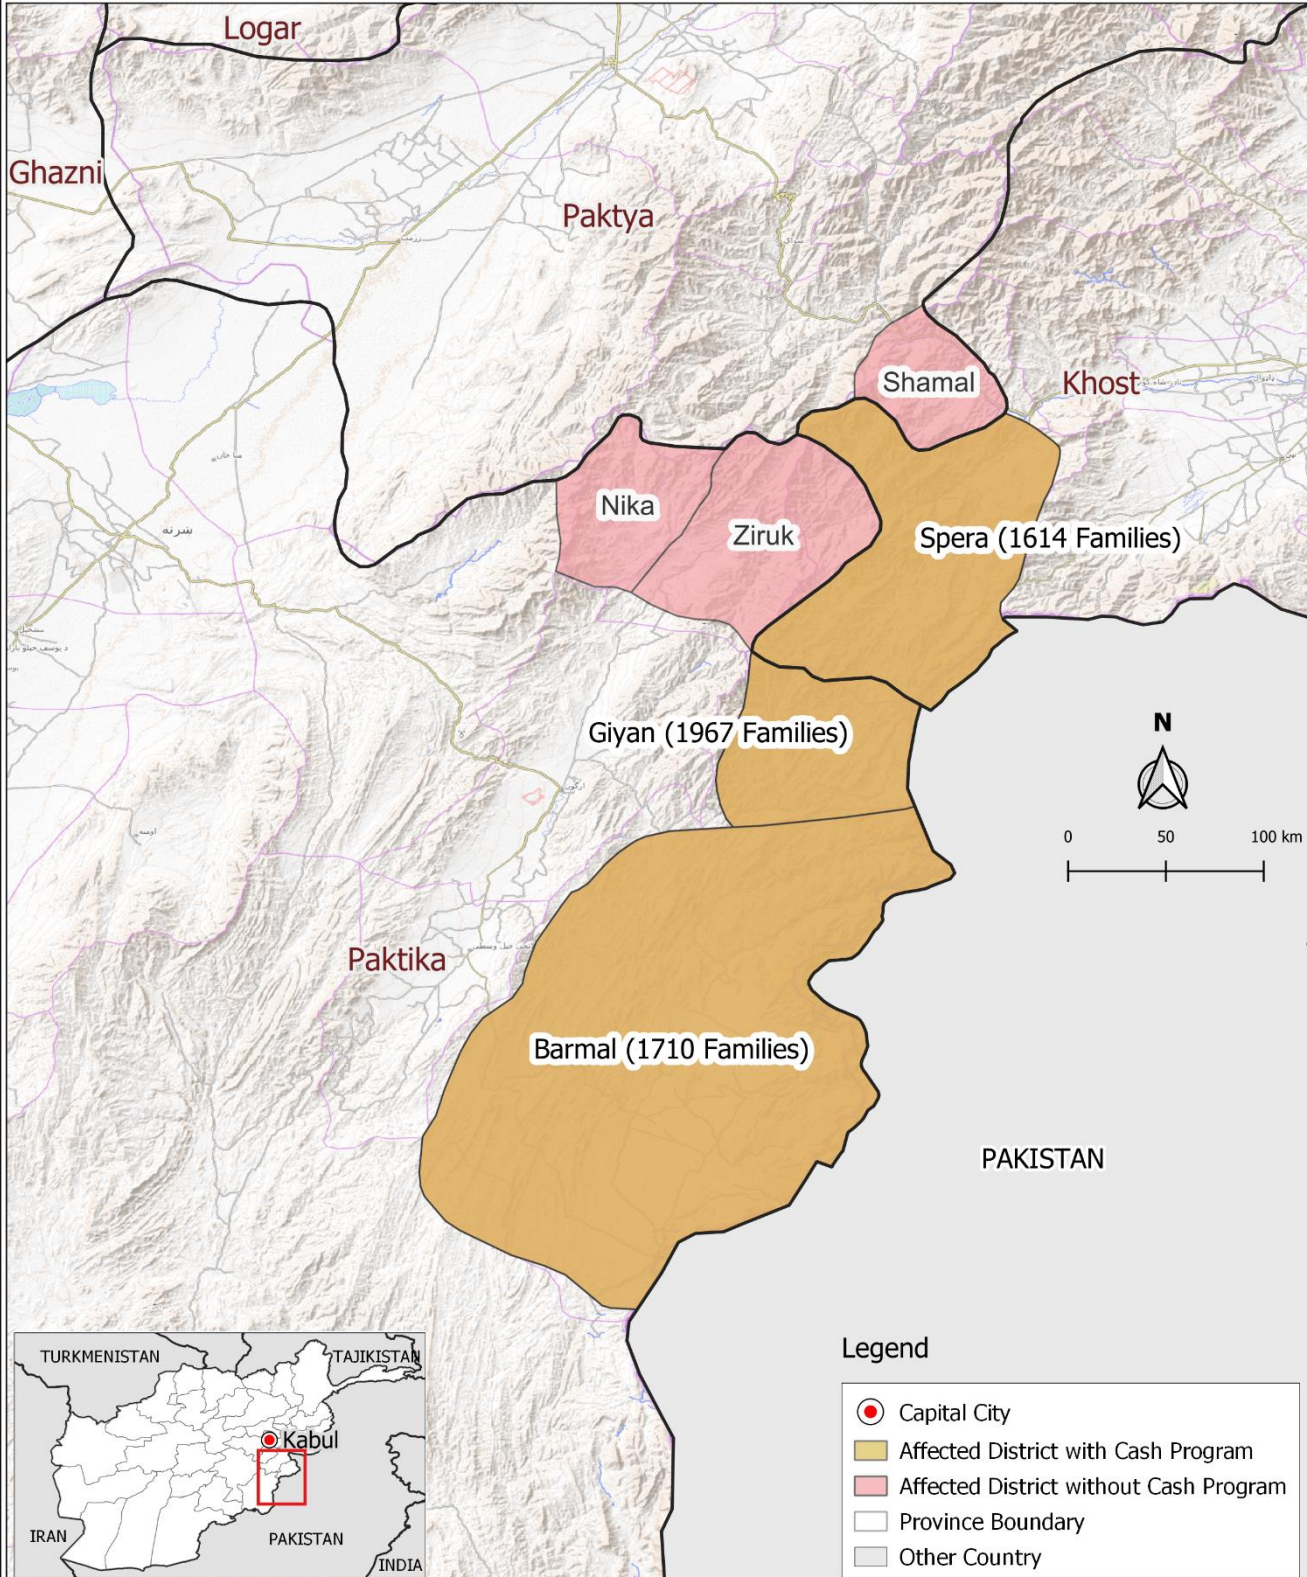 Logar
Ghazni
Paktya
Shamal
Khost
Nika
Ziruk
Spera (1614 Families)
شرنه
Giyan (1967 Families)
N
0 50 100 km
Paktika
Barmal (1710 Families)
PAKISTAN
TURKMENISTAN
TAJIKISTAN
Kabul
IRAN
PAKISTAN
INDIA
Legend
Capital City
Affected District with Cash Program
Affected District without Cash Program
Province Boundary
Other Country